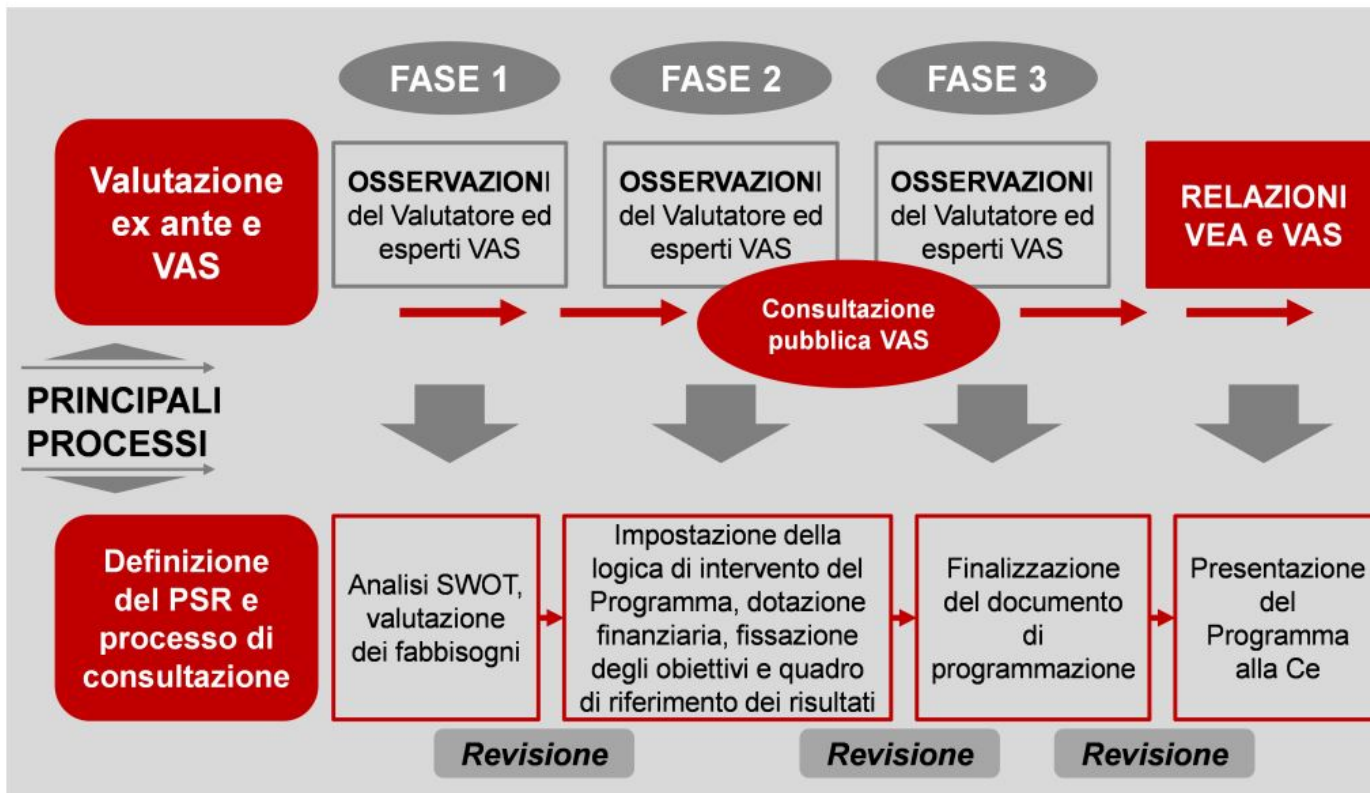 FASE 1
FASE 2
FASE 3
Valutazione
ex ante e
VAS
OSSERVAZIONI
del Valutatore ed
esperti VAS
OSSERVAZIONI
del Valutatore ed
esperti VAS
OSSERVAZIONI
del Valutatore ed
esperti VAS
RELAZIONI
VEA e VAS
Consultazione
pubblica VAS
PRINCIPALI
PROCESSI
Definizione
del PSR e
processo di
consultazione
Analisi SWOT,
valutazione
dei fabbisogni
Impostazione della
logica di intervento del
Programma, dotazione
finanziaria, fissazione
degli obiettivi e quadro
di riferimento dei risultati
Finalizzazione
del documento
di
programmazione
Presentazione
del
Programma
alla Ce
Revisione
Revisione
Revisione